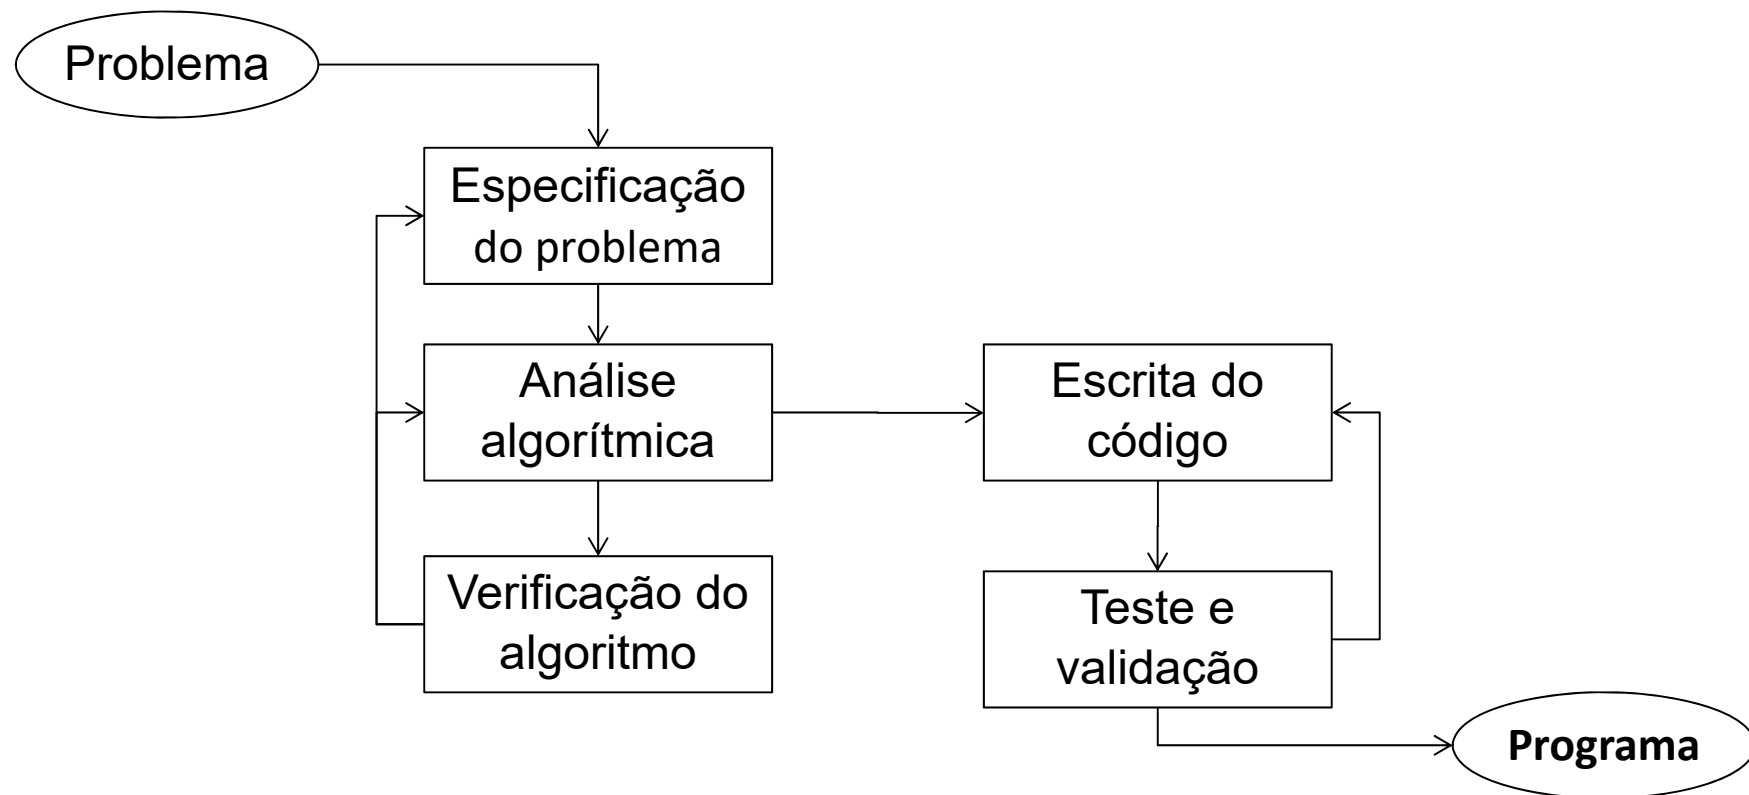 Problema
Especificação
do problema
Análise
algorítmica
Verificação do
algoritmo
Escrita do
código
Teste e
validação
Programa